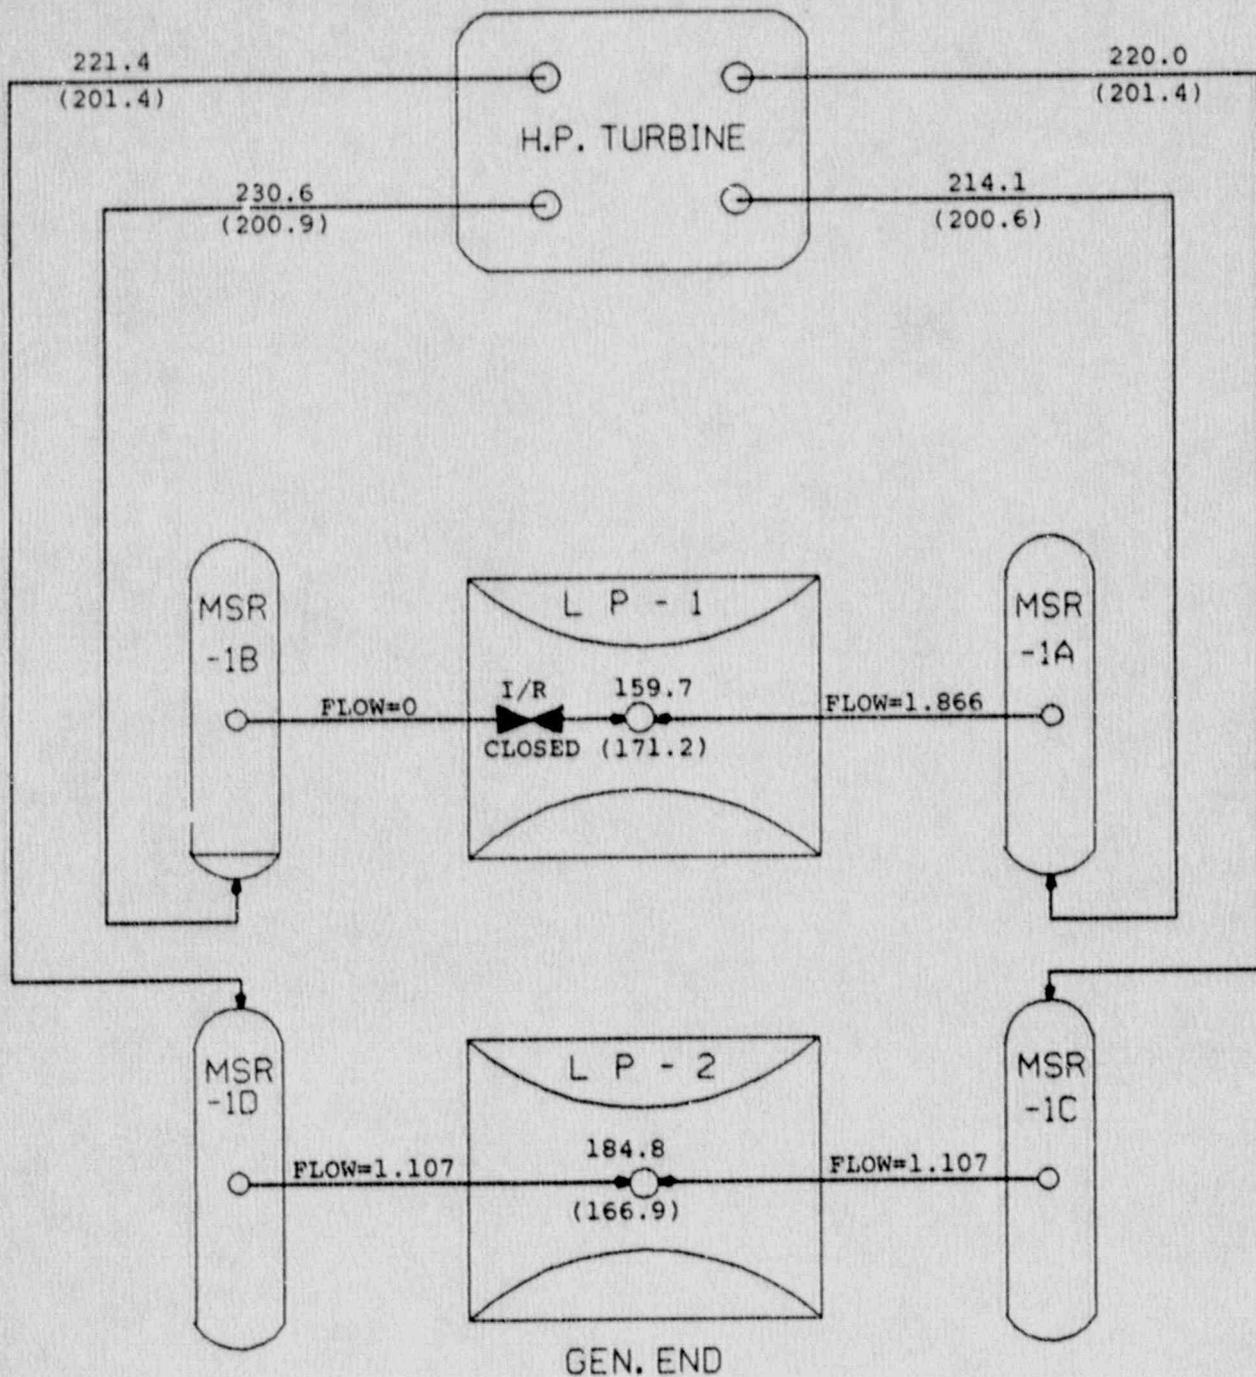 221.4
(201.4)
220.0
(201.4)
H.P. TURBINE
230.6
(200.9)
214.1
(200.6)
MSR
-1B
L P - 1
MSR
-1A
FLOW=0
I/R
CLOSED
159.7
(171.2)
FLOW=1.866
MSR
-1D
L P - 2
MSR
-1C
FLOW=1.107
184.8
(166.9)
FLOW=1.107
GEN. END